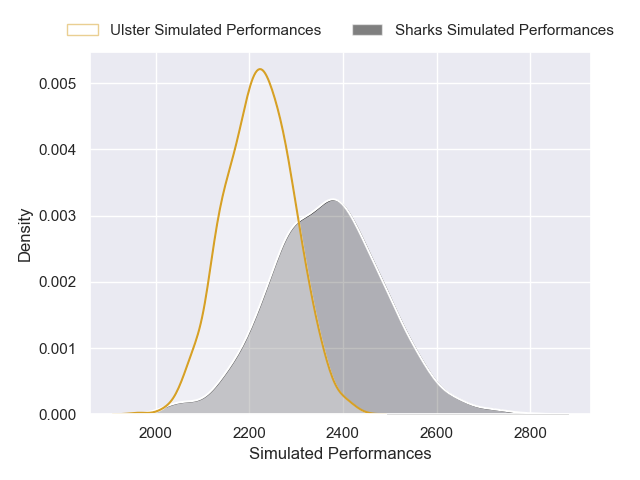 Ulster Simulated Performances Sharks Simulated Performances
0.005
0.004
0.003
0.002
0.001
0.000
Density
2000 2200 2400 2600 2800
Simulated Performances